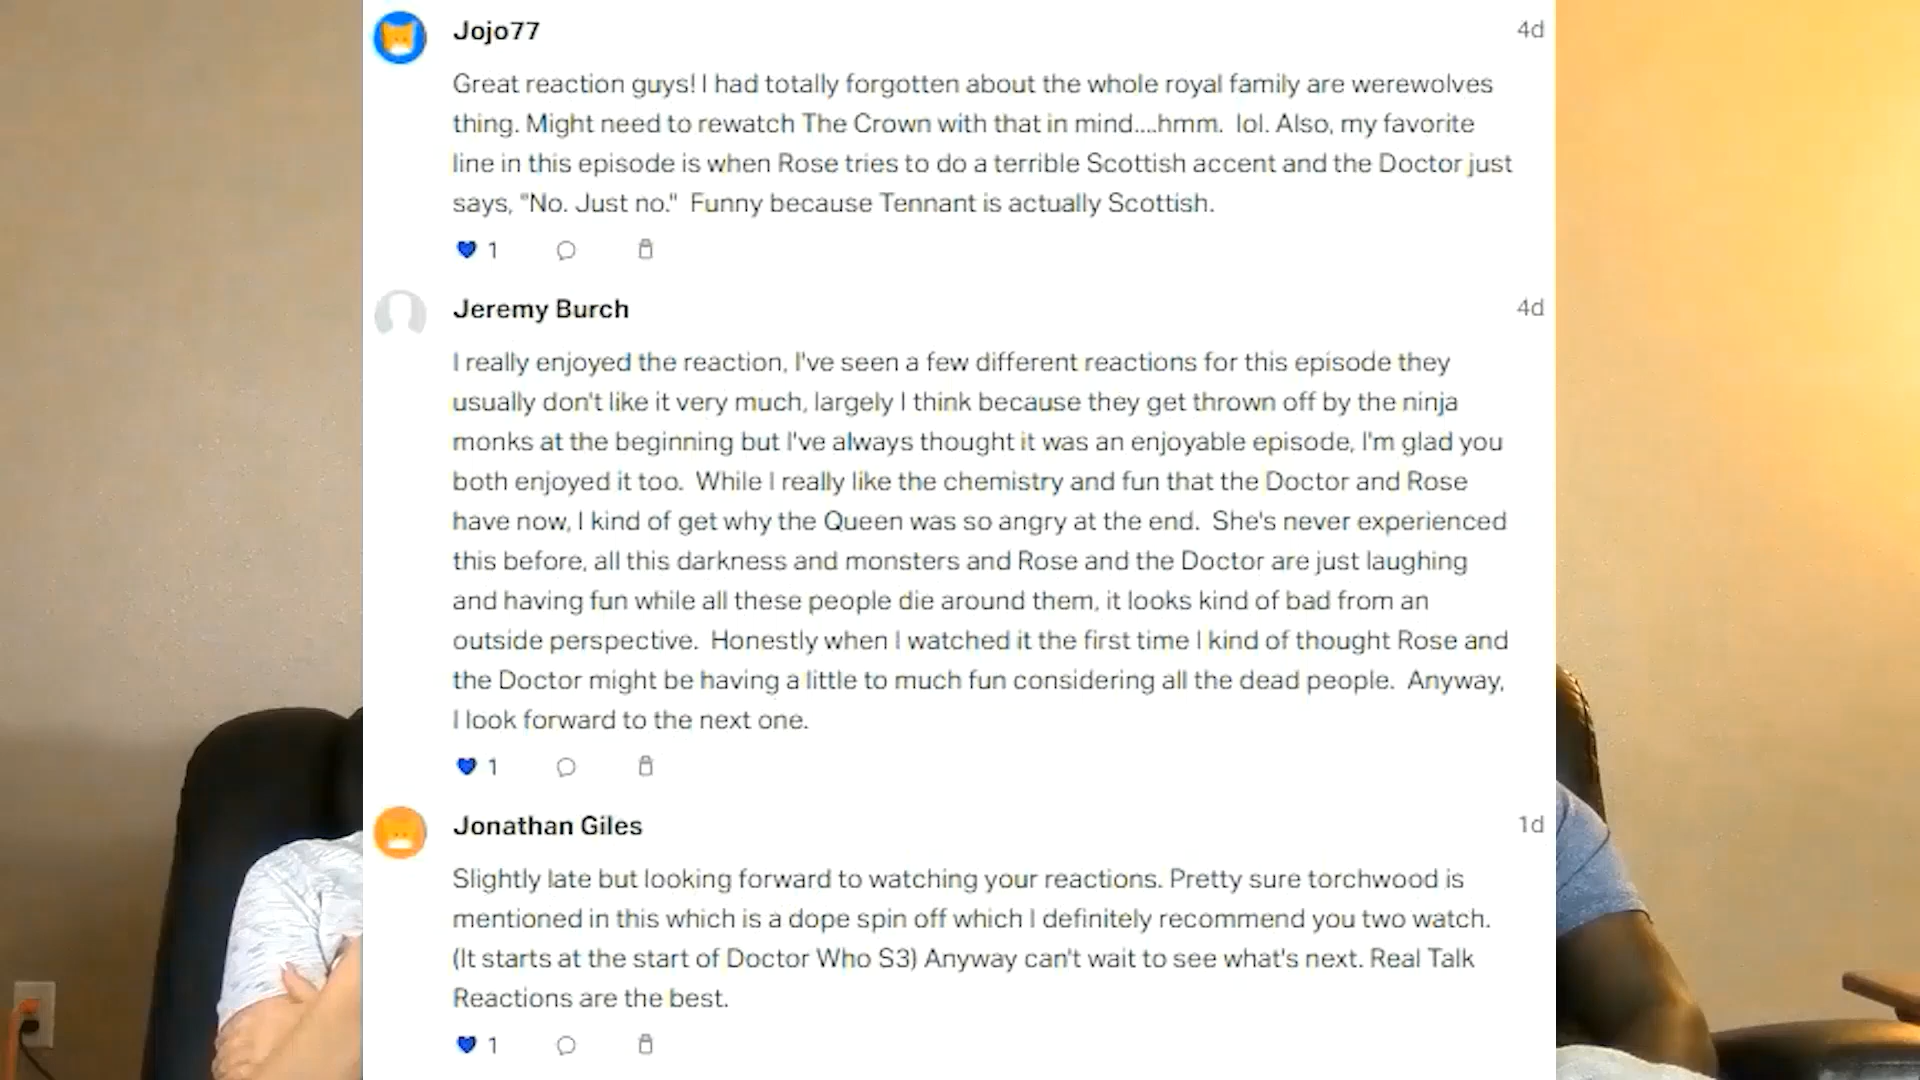 Jojo77
4d
Great reaction guys! I had totally forgotten about the whole royal family are werewolves
thing. Might need to rewatch The Crown with that in mind....hmm.  lol. Also, my favorite
line in this episode is when Rose tries to do a terrible Scottish accent and the Doctor just
says, "No. Just no."  Funny because Tennant is actually Scottish.
1
Jeremy Burch
4d
I really enjoyed the reaction, I've seen a few different reactions for this episode they
usually don't like it very much, largely I think because they get thrown off by the ninja
monks at the beginning but I've always thought it was an enjoyable episode, I'm glad you
both enjoyed it too.  While I really like the chemistry and fun that the Doctor and Rose
have now, I kind of get why the Queen was so angry at the end.  She's never experienced
this before, all this darkness and monsters and Rose and the Doctor are just laughing
and having fun while all these people die around them, it looks kind of bad from an
outside perspective.  Honestly when I watched it the first time I kind of thought Rose and
the Doctor might be having a little to much fun considering all the dead people.  Anyway,
I look forward to the next one.
1
Jonathan Giles
1d
Slightly late but looking forward to watching your reactions. Pretty sure torchwood is
mentioned in this which is a dope spin off which I definitely recommend you two watch.
(It starts at the start of Doctor Who S3) Anyway can't wait to see what's next. Real Talk
Reactions are the best.
1